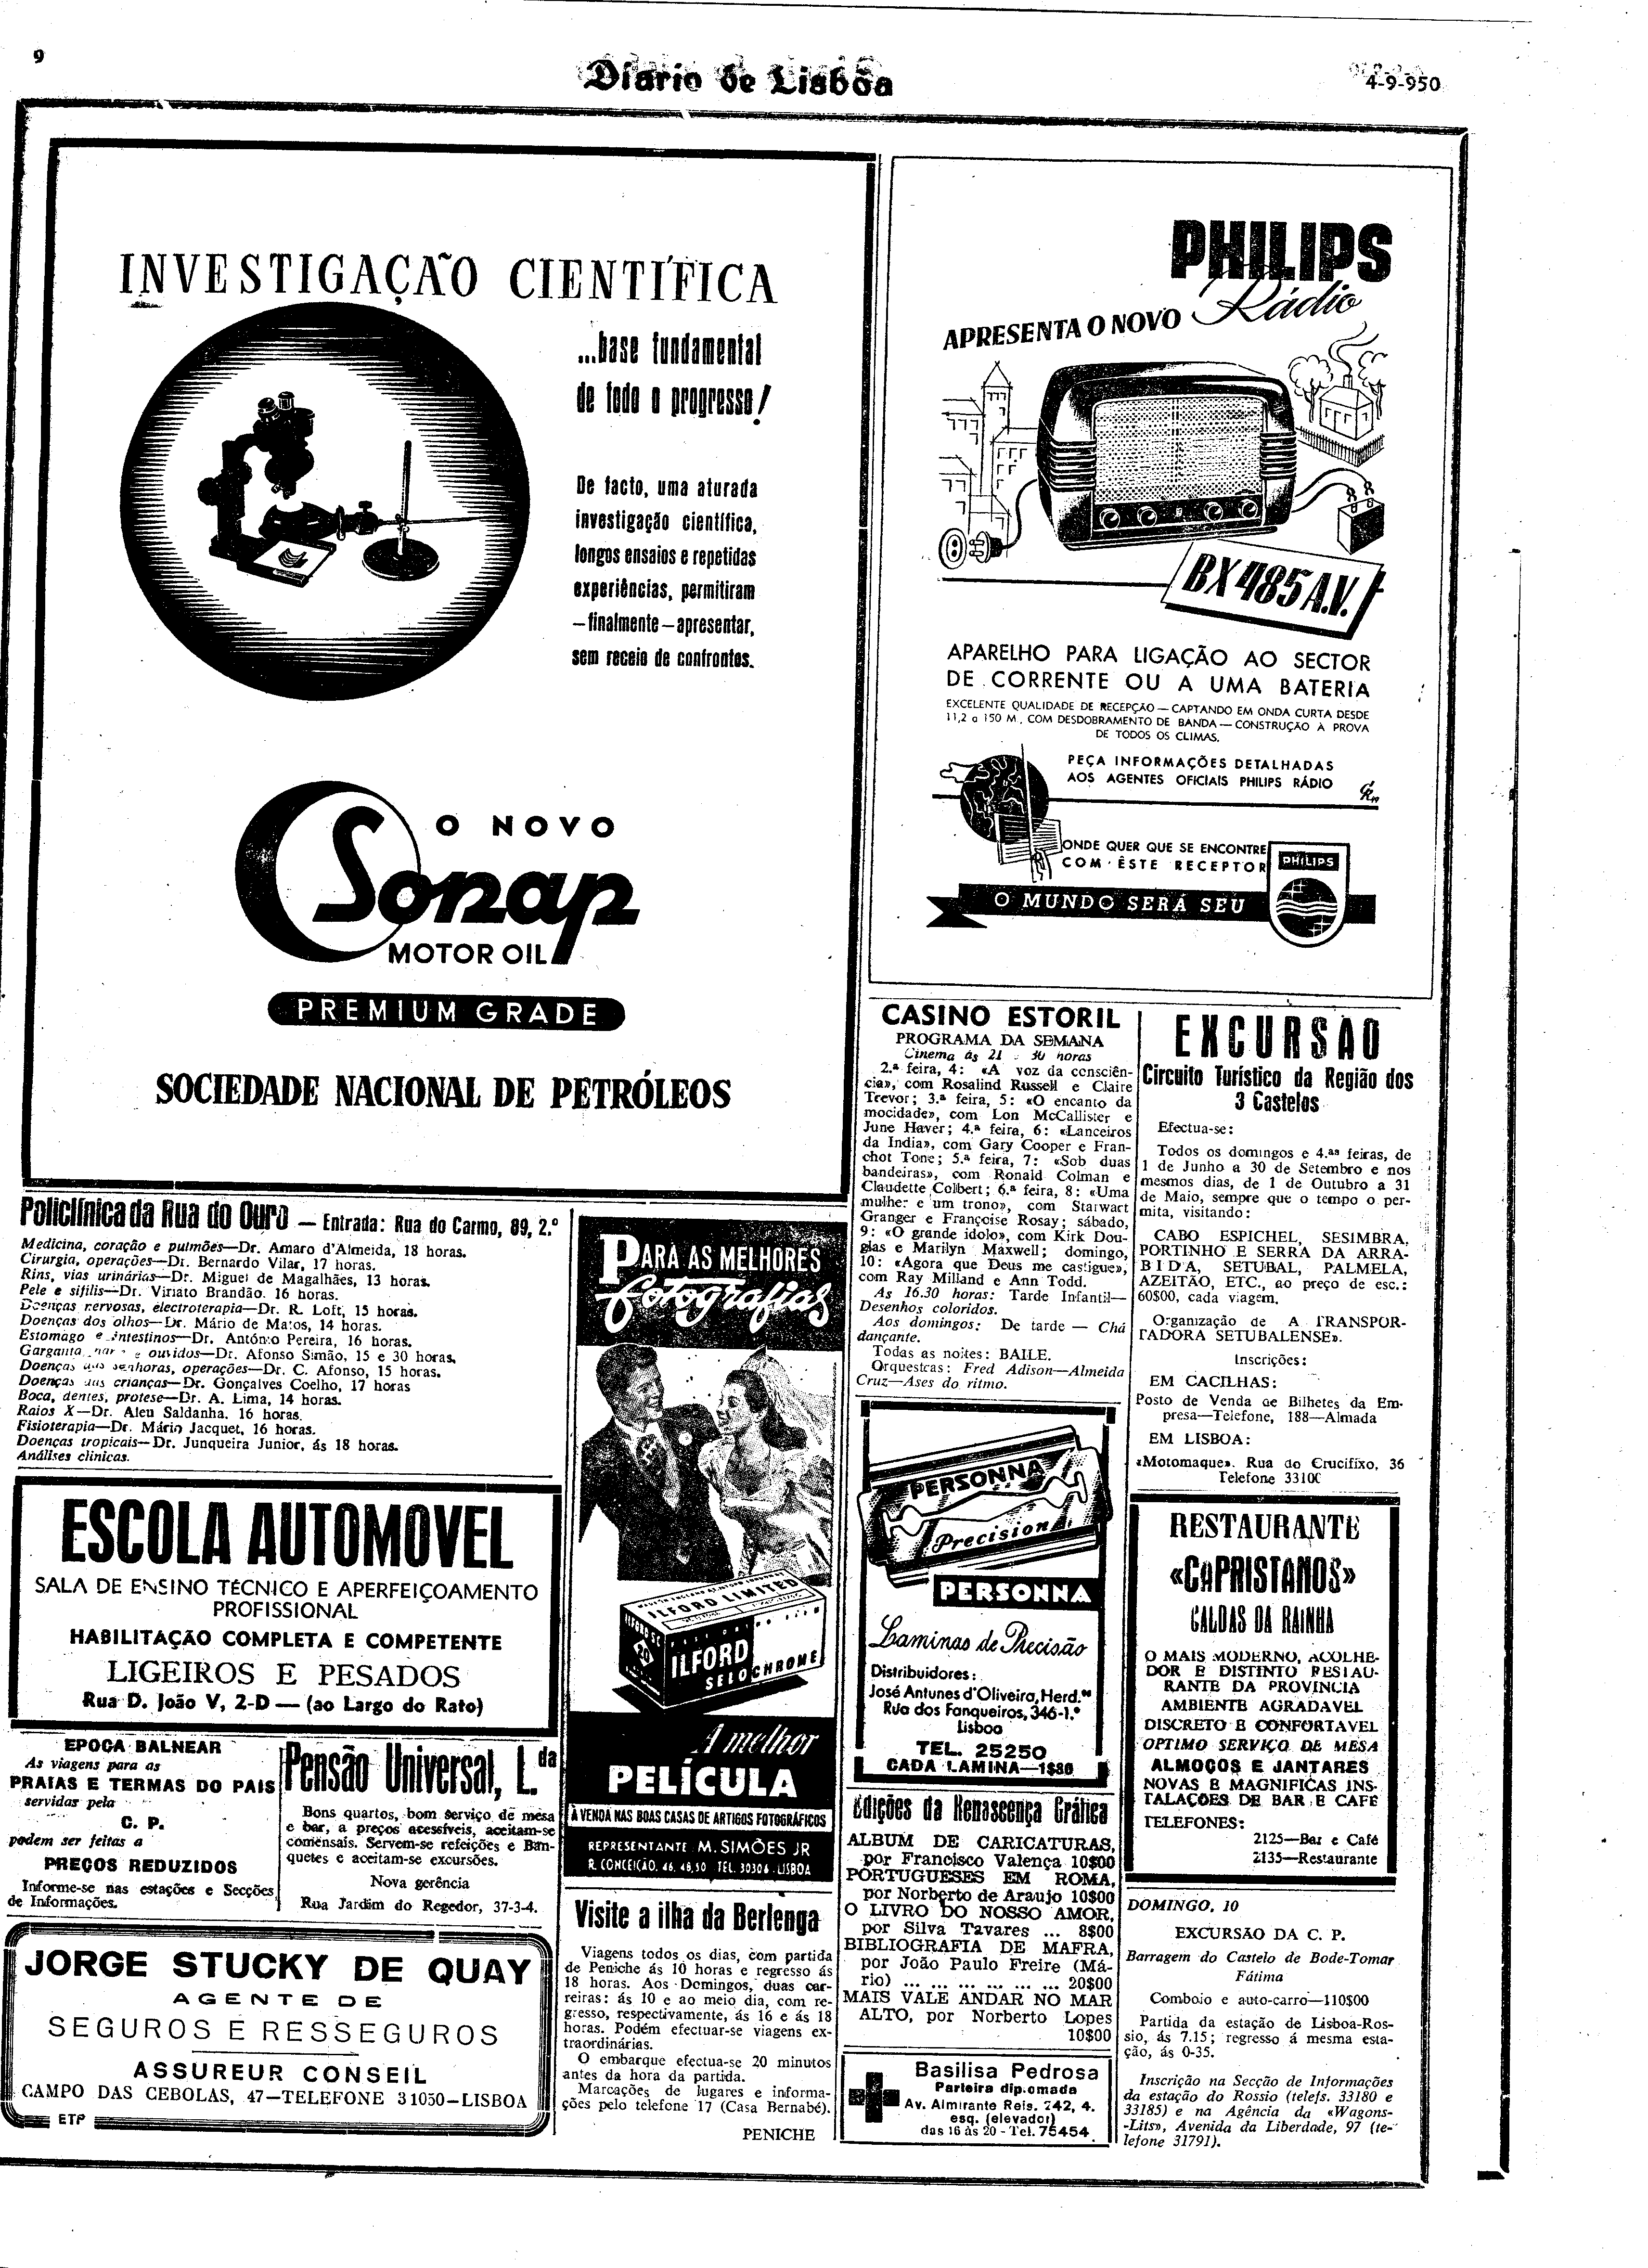 9
Diário de Lisbôa
4-9-950
INVESTIGAÇÃO CIENTÍFICA
...base fundamental
de todo o progresso!
De facto, uma aturada
investigação científica,
longos ensaios e repetidas
experiências, permitiram
—finalmente—apresentar,
sem receio de confrontos.
O NOVO
Sonap
MOTOR OIL
PREMIUM GRADE
SOCIEDADE NACIONAL DE PETRÓLEOS
PHILIPS
Rádio
APRESENTA O NOVO
BX485A.V.
APARELHO PARA LIGAÇÃO AO SECTOR
DE CORRENTE OU A UMA BATERIA
EXCELENTE QUALIDADE DE RECEPÇÃO—CAPTANDO EM ONDA CURTA DESDE
11,2 a 150 M, COM DESDOBRAMENTO DE BANDA—CONSTRUÇÃO À PROVA
DE TODOS OS CLIMAS.
PEÇA INFORMAÇÕES DETALHADAS
AOS AGENTES OFICIAIS PHILIPS RÁDIO
ONDE QUER QUE SE ENCONTRE
COM ÊSTE RECEPTOR
PHILIPS
O MUNDO SERÁ SEU
CASINO ESTORIL
PROGRAMA DA SEMANA
Cinema ás 21 30 horas
2.ª feira, 4: «A voz da consciên-
cia», com Rosalind Russell e Claire
Trevor; 3.ª feira, 5: «O encanto da
mocidade», com Lon McCallister e
June Haver; 4.ª feira, 6: «Lanceiros
da India», com Gary Cooper e Fran-
chot Tone; 5.ª feira, 7: «Sob duas
bandeiras», com Ronald Colman e
Claudette Colbert; 6.ª feira, 8: «Uma
mulher e um trono», com Starwart
Granger e Françoise Rosay; sábado,
9: «O grande idolo», com Kirk Dou-
glas e Marilyn Maxwell; domingo,
10: «Agora que Deus me castigue»,
com Ray Milland e Ann Todd.
As 16.30 horas: Tarde Infantil—
Desenhos coloridos.
Aos domingos: De tarde — Chá
dançante.
Todas as noites: BAILE.
Orquestras: Fred Adison—Almeida
Cruz—Ases do ritmo.
EXCURSAO
Circuito Turístico da Região dos
3 Castelos
Efectua-se:
Todos os domingos e 4.ªs feiras, de
1 de Junho a 30 de Setembro e nos
mesmos dias, de 1 de Outubro a 31
de Maio, sempre que o tempo o per-
mita, visitando:
CABO ESPICHEL, SESIMBRA,
PORTINHO E SERRA DA ARRA-
BIDA, SETUBAL, PALMELA,
AZEITÃO, ETC., ao preço de esc.:
60$00, cada viagem.
Organização de A TRANSPOR-
TADORA SETUBALENSE».
Inscrições:
EM CACILHAS:
Posto de Venda de Bilhetes da Em-
presa—Telefone, 188—Almada
EM LISBOA:
«Motomaque». Rua do Crucifixo, 36
Telefone 33100
Policlínica da Rua do Ouro — Entrada: Rua do Carmo, 89, 2.º
Medicina, coração e pulmões—Dr. Amaro d'Almeida, 18 horas.
Cirurgia, operações—Dr. Bernardo Vilar, 17 horas.
Rins, vias urinárias—Dr. Miguel de Magalhães, 13 horas.
Pele e sifilis—Dr. Viriato Brandão. 16 horas.
Doenças nervosas, electroterapia—Dr. R. Loft, 15 horas.
Doenças dos olhos—Dr. Mário de Matos, 14 horas.
Estomago e intestinos—Dr. António Pereira, 16 horas.
Garganta, nariz e ouvidos—Dr. Afonso Simão, 15 e 30 horas.
Doenças das senhoras, operações—Dr. C. Afonso, 15 horas.
Doenças das crianças—Dr. Gonçalves Coelho, 17 horas
Boca, dentes, protese—Dr. A. Lima, 14 horas.
Raios X—Dr. Aleu Saldanha. 16 horas.
Fisioterapia—Dr. Mário Jacquet, 16 horas.
Doenças tropicais—Dr. Junqueira Junior, ás 18 horas.
Análises clinicas.
ESCOLA AUTOMOVEL
SALA DE ENSINO TÉCNICO E APERFEIÇOAMENTO
PROFISSIONAL
HABILITAÇÃO COMPLETA E COMPETENTE
LIGEIROS E PESADOS
Rua D. João V, 2-D — (ao Largo do Rato)
EPOCA BALNEAR
As viagens para as
PRAIAS E TERMAS DO PAIS
servidas pela
C. P.
podem ser feitas a
PREÇOS REDUZIDOS
Informe-se nas estações e Secções
de Informações.
Pensão Universal, L.da
Bons quartos, bom serviço de mesa
e bar, a preços acessíveis, aceitam-se
comensais. Servem-se refeições e Ban-
quetes e aceitam-se excursões.
Nova gerência
Rua Jardim do Regedor, 37-3-4.
JORGE STUCKY DE QUAY
AGENTE DE
SEGUROS E RESSEGUROS
ASSUREUR CONSEIL
CAMPO DAS CEBOLAS, 47—TELEFONE 31050—LISBOA
ETP
PARA AS MELHORES
fotografias
ILFORD LIMITED
ILFORD
SELOCHROME
A melhor
PELÍCULA
À VENDA NAS BOAS CASAS DE ARTIGOS FOTOGRÁFICOS
REPRESENTANTE M. SIMÕES JR
R. CONCEIÇÃO, 46, 48, 50 TEL. 30306 - LISBOA
Visite a ilha da Berlenga
Viagens todos os dias, com partida
de Peniche ás 10 horas e regresso ás
18 horas. Aos Domingos, duas car-
reiras: ás 10 e ao meio dia, com re-
gresso, respectivamente, ás 16 e ás 18
horas. Podém efectuar-se viagens ex-
traordinárias.
O embarque efectua-se 20 minutos
antes da hora da partida.
Marcações de lugares e informa-
ções pelo telefone 17 (Casa Bernabé).
PENICHE
PERSONNA
Precision
PERSONNA
Laminas de Precisão
Distribuidores:
José Antunes d'Oliveira, Herd.os
Rua dos Fanqueiros, 346-1.º
Lisboa
TEL. 25250
CADA LAMINA—1$80
Edições da Renascença Gráfica
ALBUM DE CARICATURAS,
por Francisco Valença 10$00
PORTUGUESES EM ROMA,
por Norberto de Araujo 10$00
O LIVRO DO NOSSO AMOR,
por Silva Tavares ... 8$00
BIBLIOGRAFIA DE MAFRA,
por João Paulo Freire (Má-
rio) ... ... ... ... ... ... 20$00
MAIS VALE ANDAR NO MAR
ALTO, por Norberto Lopes
10$00
Basilisa Pedrosa
Parteira diplomada
Av. Almirante Reis, 242, 4.
esq. (elevador)
das 16 às 20 - Tel. 75454
RESTAURANTE
«CAPRISTANOS»
CALDAS DA RAINHA
O MAIS MODERNO, ACOLHE-
DOR E DISTINTO RESTAU-
RANTE DA PROVINCIA
AMBIENTE AGRADAVEL
DISCRETO E CONFORTAVEL
OPTIMO SERVIÇO DE MESA
ALMOÇOS E JANTARES
NOVAS E MAGNIFICAS INS-
TALAÇÕES DE BAR E CAFÉ
TELEFONES:
2125—Bar e Café
2135—Restaurante
DOMINGO, 10
EXCURSÃO DA C. P.
Barragem do Castelo de Bode-Tomar
Fátima
Comboio e auto-carro—110$00
Partida da estação de Lisboa-Ros-
sio, ás 7.15; regresso á mesma esta-
ção, ás 0-35.
Inscrição na Secção de Informações
da estação do Rossio (telefs. 33180 e
33185) e na Agência da «Wagons-
-Lits», Avenida da Liberdade, 97 (te-
lefone 31791).